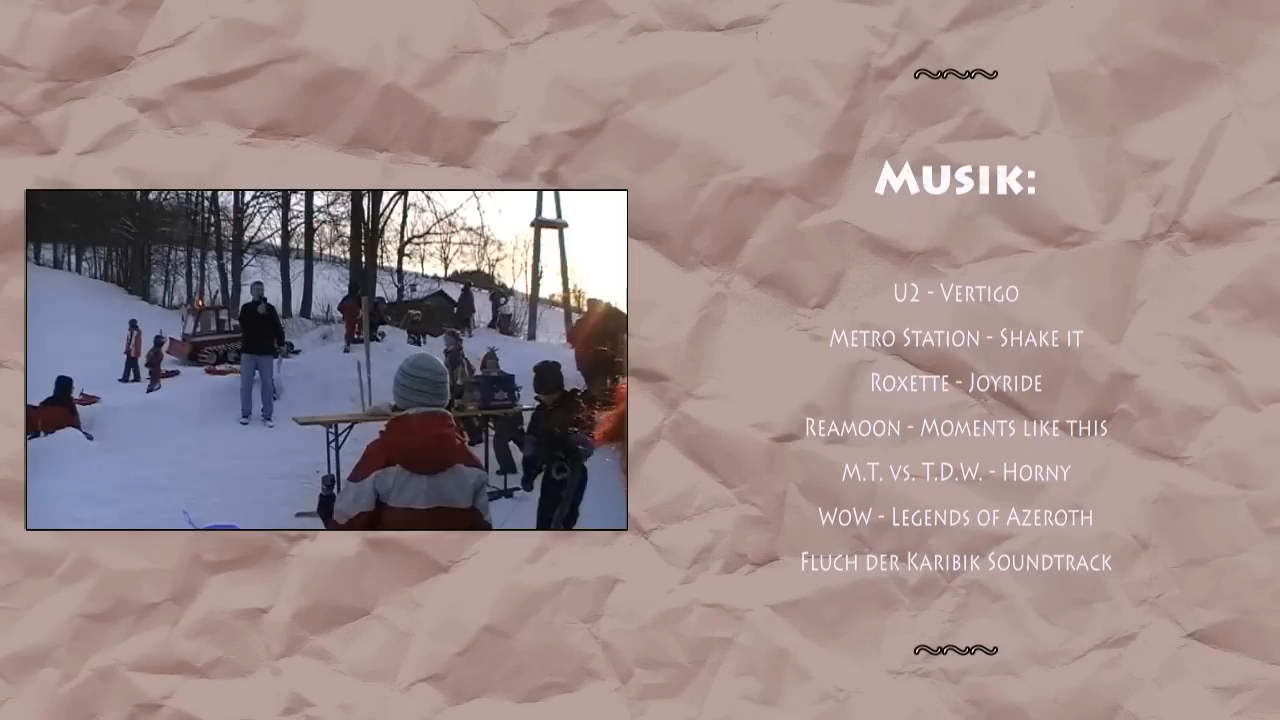 Musik:
U2 - Vertigo
Metro Station - Shake it
Roxette - Joyride
Reamoon - Moments like this
M.T. vs. T.D.W. - Horny
WoW - Legends of Azeroth
Fluch der Karibik Soundtrack